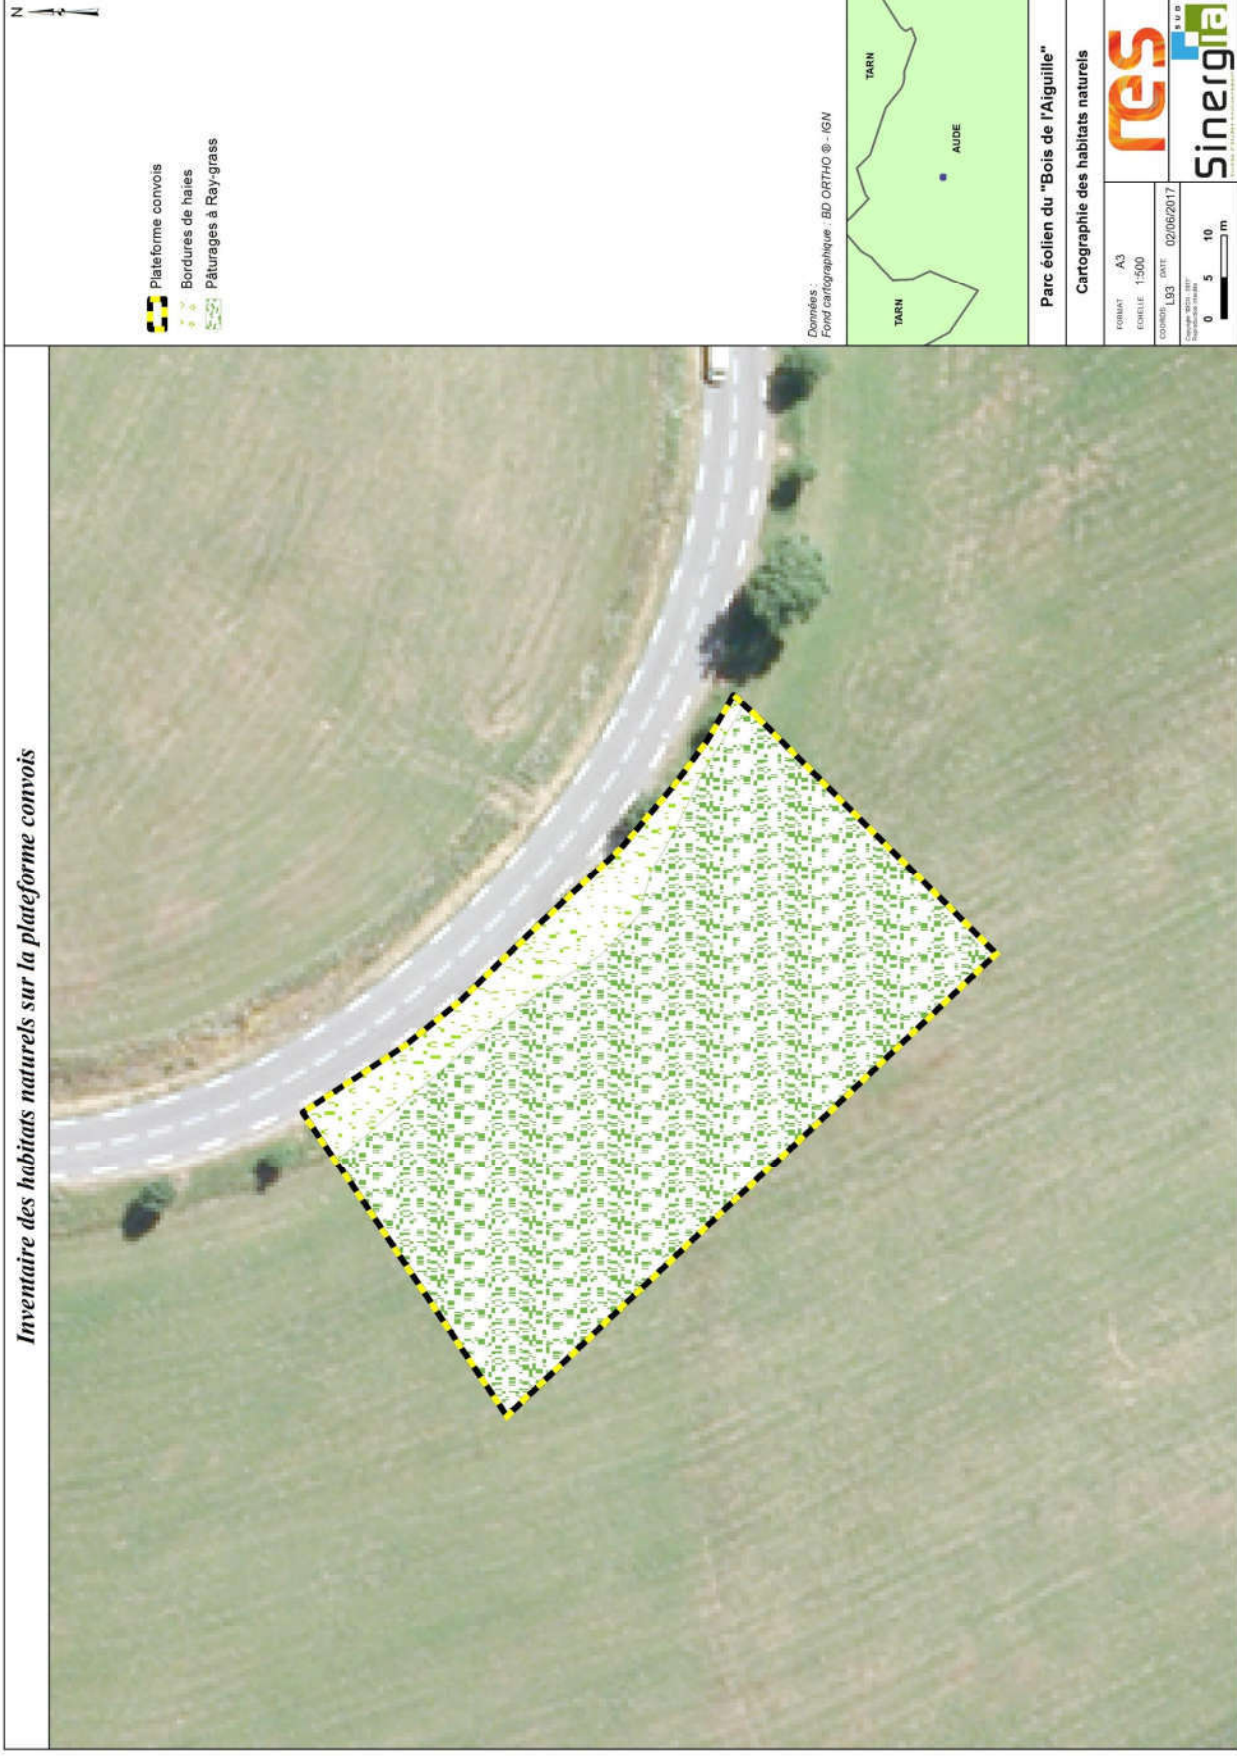 Inventaire des habitats naturels sur la plateforme convois
N
Plateforme convois
Bordures de haies
Pâturages à Ray-grass
Données :
Fond cartographique : BD ORTHO ® - IGN
TARN
TARN
AUDE
Parc éolien du "Bois de l'Aiguille"
Cartographie des habitats naturels
FORMAT A3
ECHELLE 1:500
COORDS L93 DATE 02/06/2017
0 5 10
m
res
SUD
Sinergia